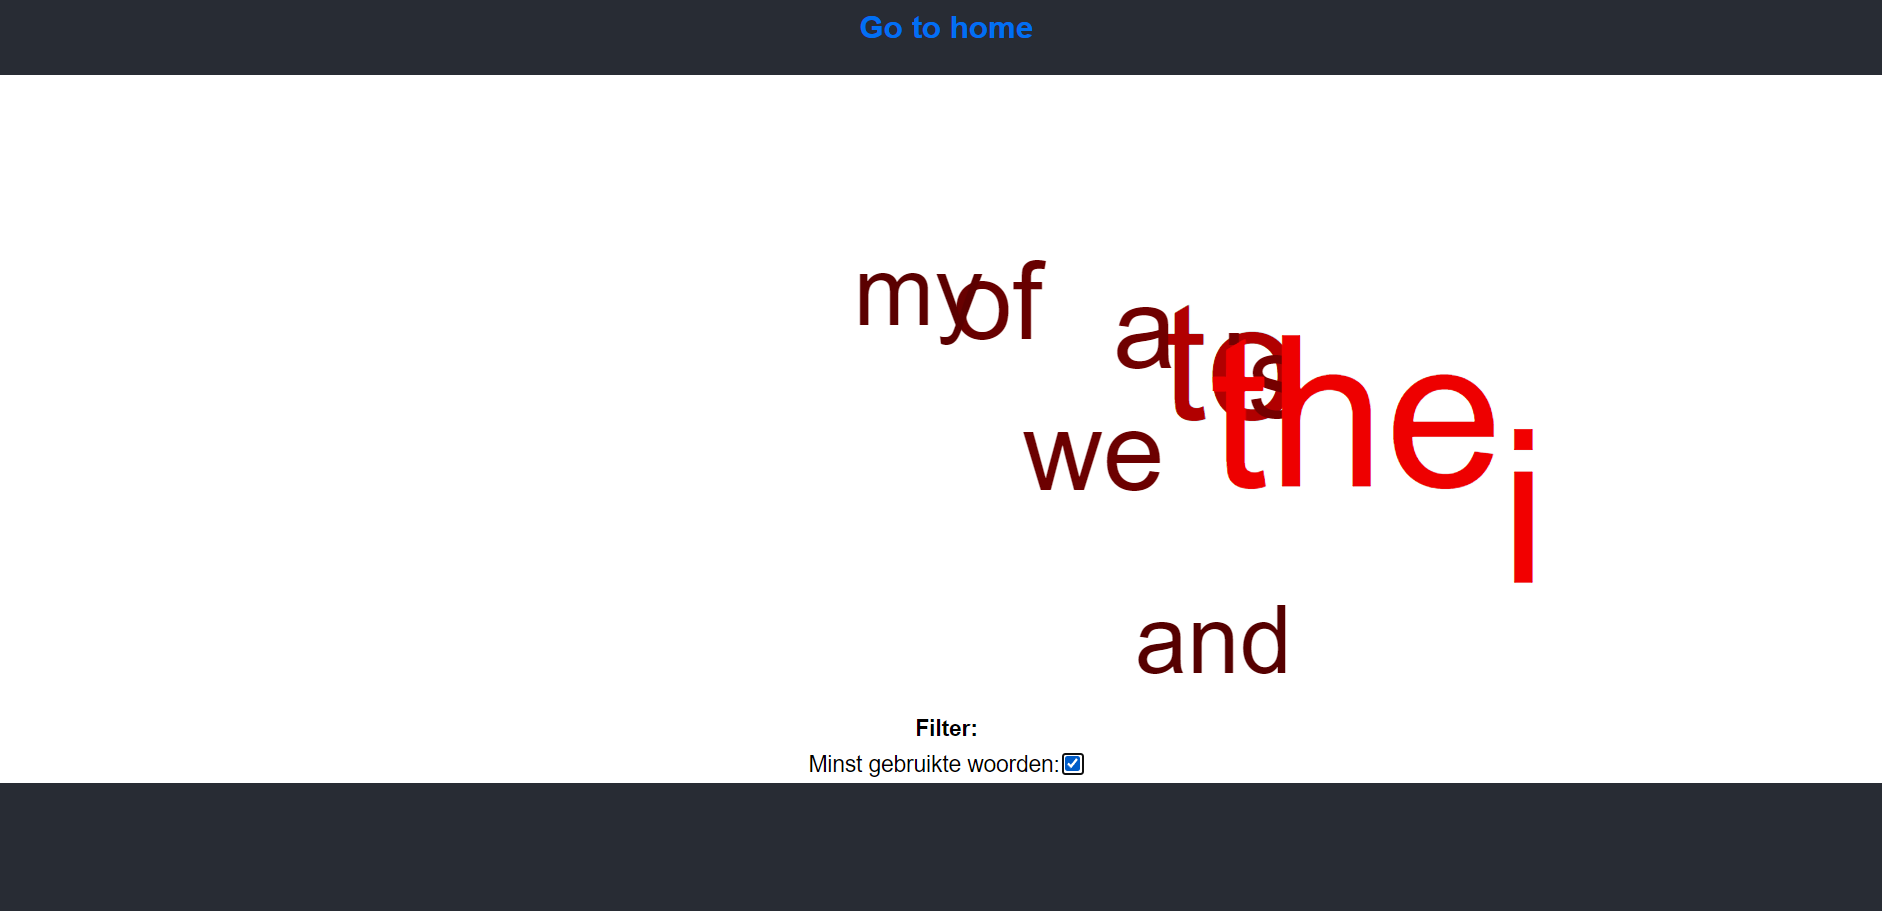 Go to home
my
of
a
to
is
the
we
i
and
Filter:
Minst gebruikte woorden: